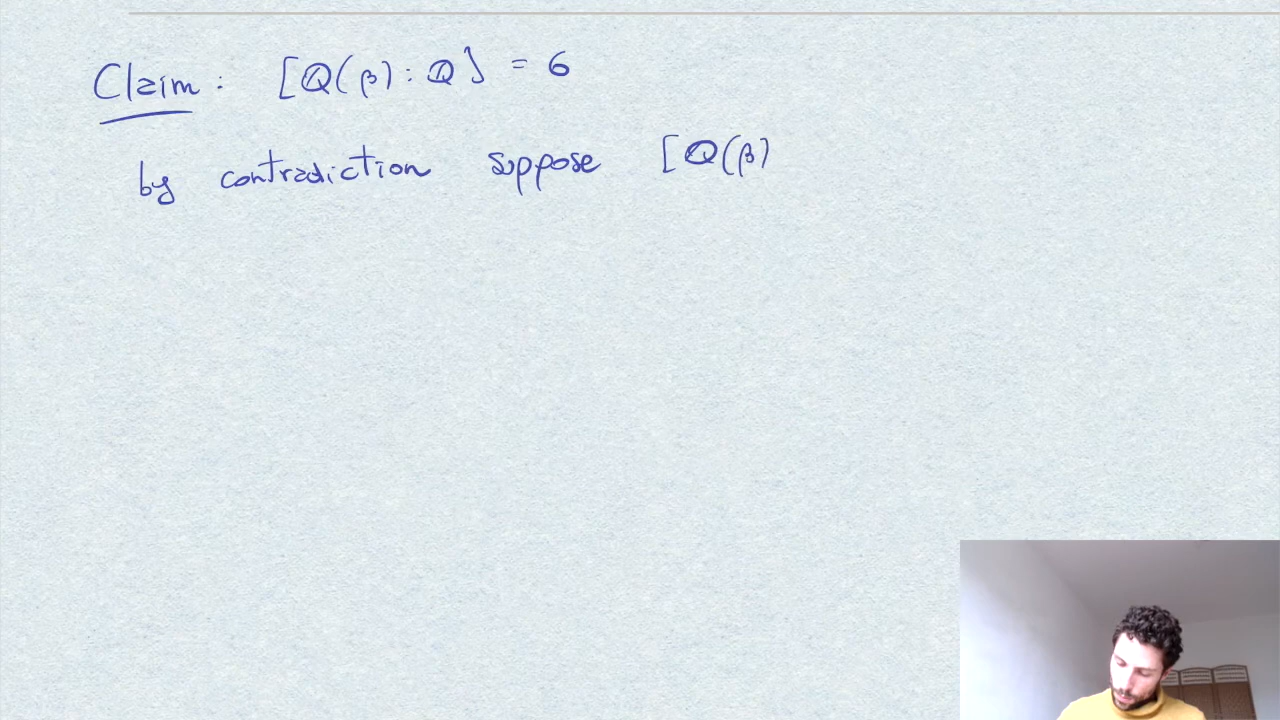 Claim : [Q(β) : Q] = 6
by contradiction suppose [Q(β)